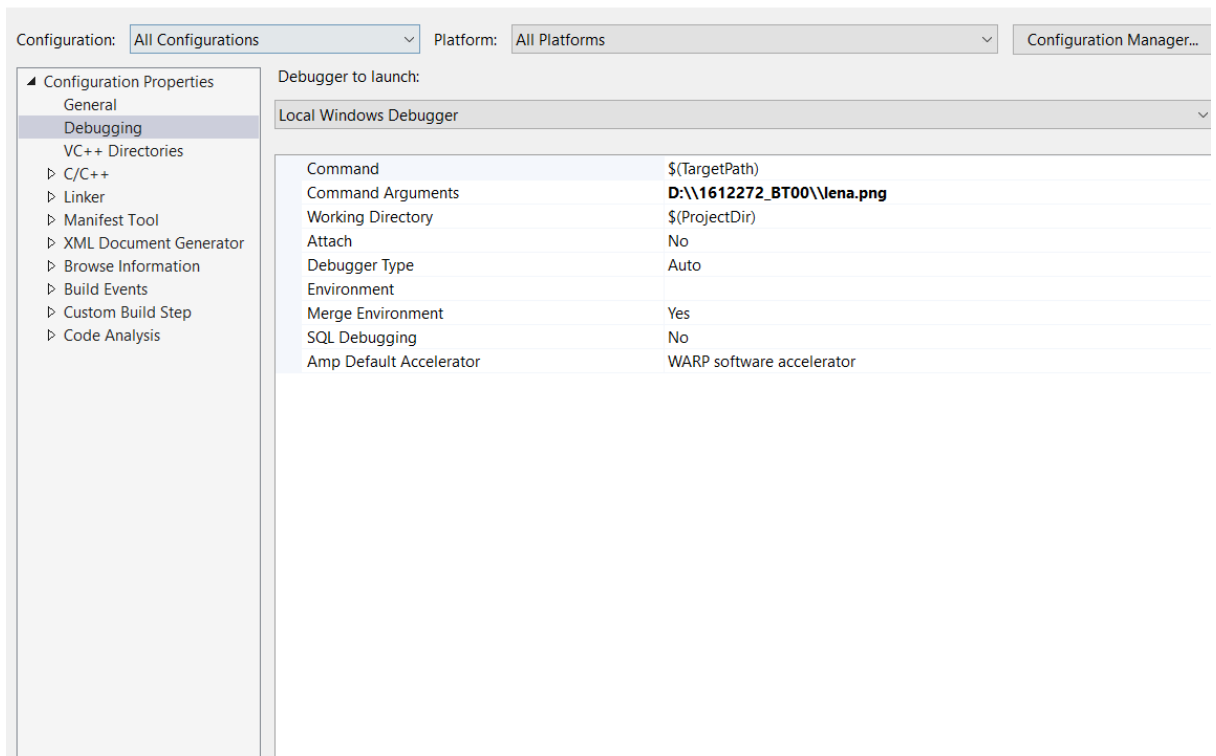 Configuration: All Configurations Platform: All Platforms Configuration Manager...
Configuration Properties
General
Debugging
VC++ Directories
C/C++
Linker
Manifest Tool
XML Document Generator
Browse Information
Build Events
Custom Build Step
Code Analysis
Debugger to launch:
Local Windows Debugger
Command $(TargetPath)
Command Arguments D:\\1612272_BT00\\lena.png
Working Directory $(ProjectDir)
Attach No
Debugger Type Auto
Environment
Merge Environment Yes
SQL Debugging No
Amp Default Accelerator WARP software accelerator